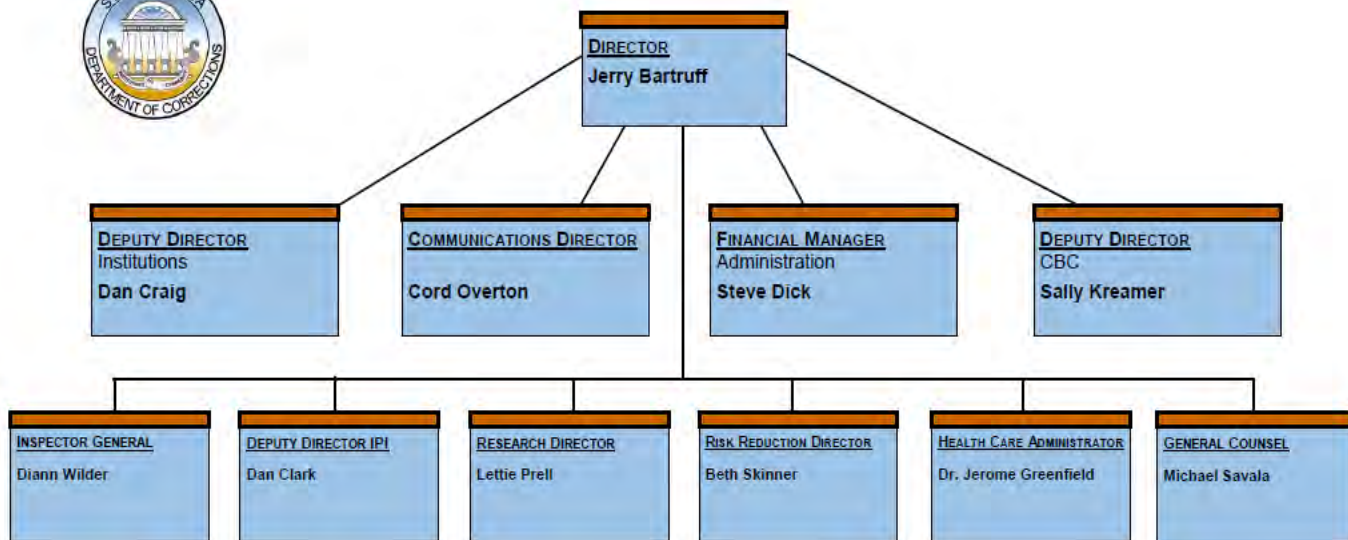 DEPARTMENT OF CORRECTIONS
DIRECTOR
Jerry Bartruff
DEPUTY DIRECTOR
Institutions
Dan Craig
COMMUNICATIONS DIRECTOR
Cord Overton
FINANCIAL MANAGER
Administration
Steve Dick
DEPUTY DIRECTOR
CBC
Sally Kreamer
INSPECTOR GENERAL
Diann Wilder
DEPUTY DIRECTOR IPI
Dan Clark
RESEARCH DIRECTOR
Lettie Prell
RISK REDUCTION DIRECTOR
Beth Skinner
HEALTH CARE ADMINISTRATOR
Dr. Jerome Greenfield
GENERAL COUNSEL
Michael Savala